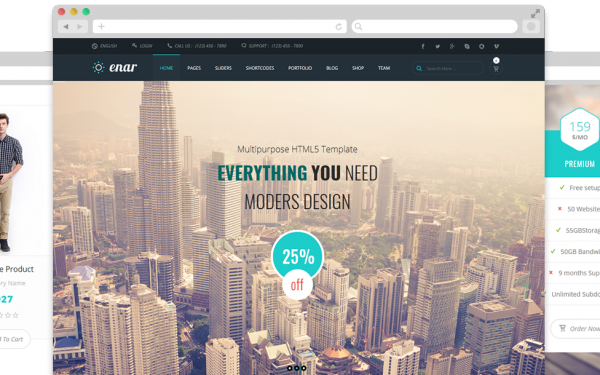 ENGLISH LOGIN CALL US : (123) 456 - 7890 SUPPORT : (123) 456 - 7890
enar HOME PAGES SLIDERS SHORTCODES PORTFOLIO BLOG SHOP TEAM Search Here...
Multipurpose HTML5 Template
EVERYTHING YOU NEED
MODERS DESIGN
25%
off
e Product
ry Name
027
To Cart
159
$/MO
PREMIUM
Free setup
50 Website
55GBStorag
50GB Bandwi
9 months Sup
Unlimited Subdo
Order Now